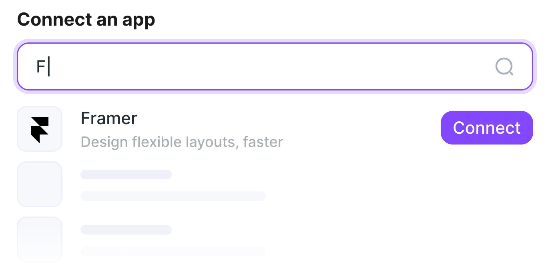 Connect an app
F
Framer
Design flexible layouts, faster
Connect